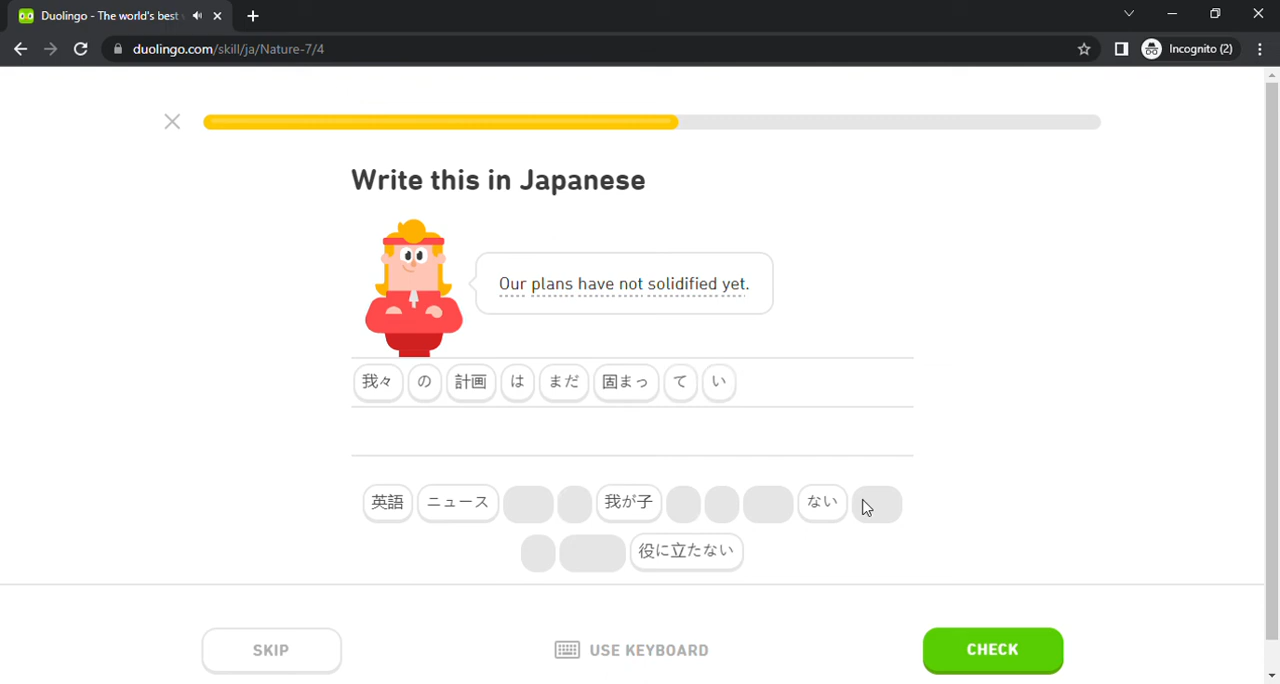 Duolingo - The world's best
duolingo.com/skill/ja/Nature-7/4
Incognito (2)
Write this in Japanese
Our plans have not solidified yet.
我々 の 計画 は まだ 固まっ て い
英語 ニュース 我が子 ない
役に立たない
SKIP
USE KEYBOARD
CHECK